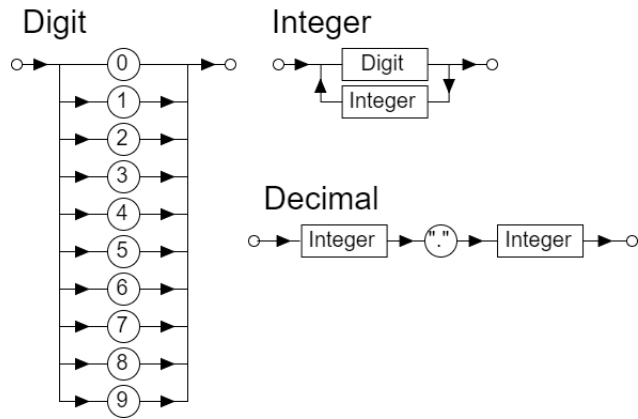 Digit
0
1
2
3
4
5
6
7
8
9
Integer
Digit
Integer
Decimal
Integer "." Integer